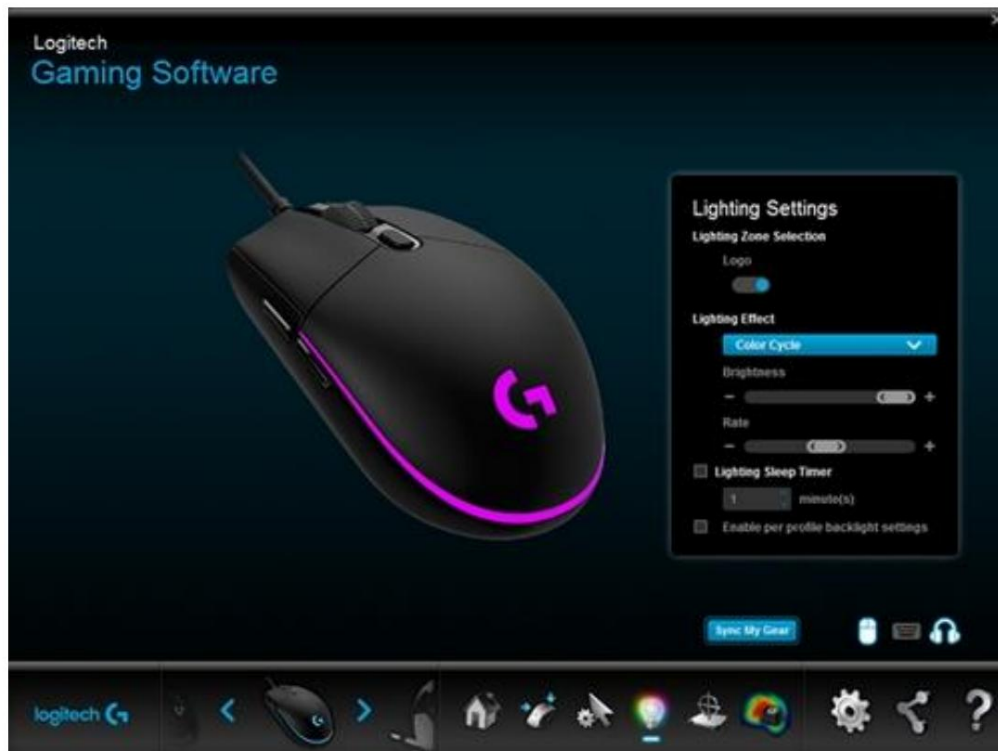 Logitech
Gaming Software
Lighting Settings
Lighting Zone Selection
Logo
Lighting Effect
Color Cycle
Brightness
- +
Rate
- +
Lighting Sleep Timer
1 minute(s)
Enable per profile backlight settings
Sync My Gear
logitech G
?